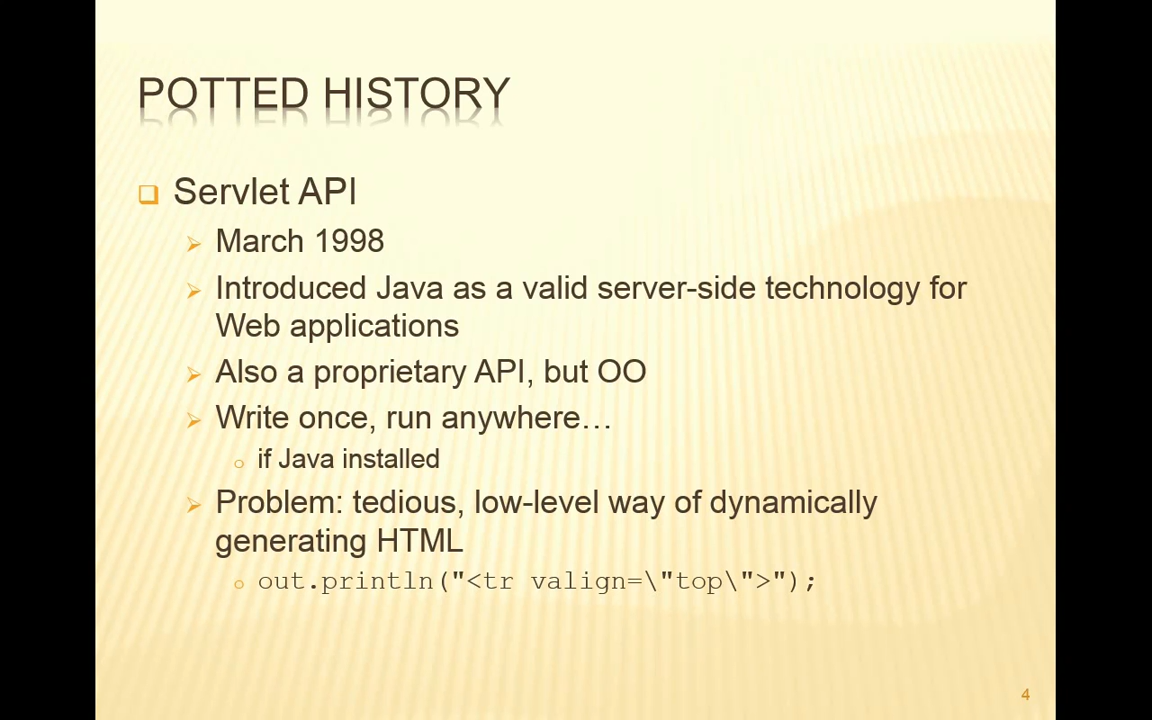 POTTED HISTORY
Servlet API
March 1998
Introduced Java as a valid server-side technology for
Web applications
Also a proprietary API, but OO
Write once, run anywhere…
if Java installed
Problem: tedious, low-level way of dynamically
generating HTML
out.println("<tr valign=\"top\">");
4